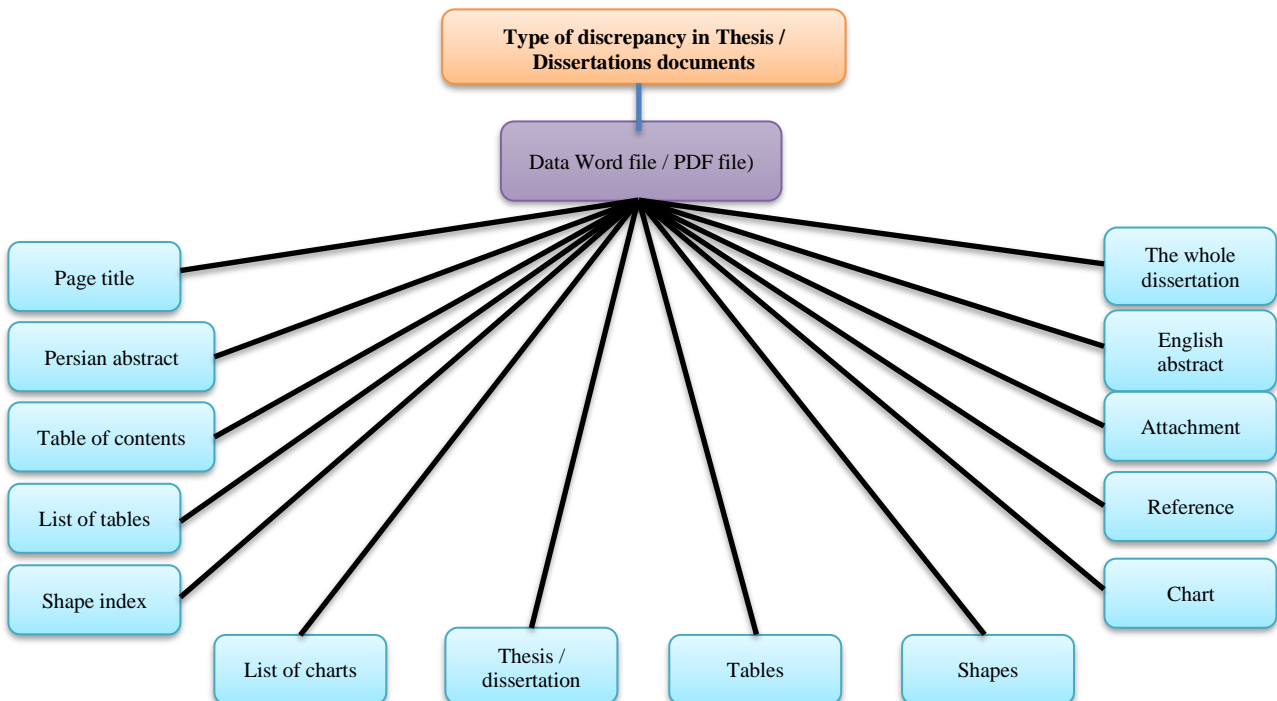 Type of discrepancy in Thesis /
Dissertations documents
Data Word file / PDF file)
Page title
Persian abstract
Table of contents
List of tables
Shape index
List of charts
Thesis /
dissertation
Tables
Shapes
The whole
dissertation
English
abstract
Attachment
Reference
Chart